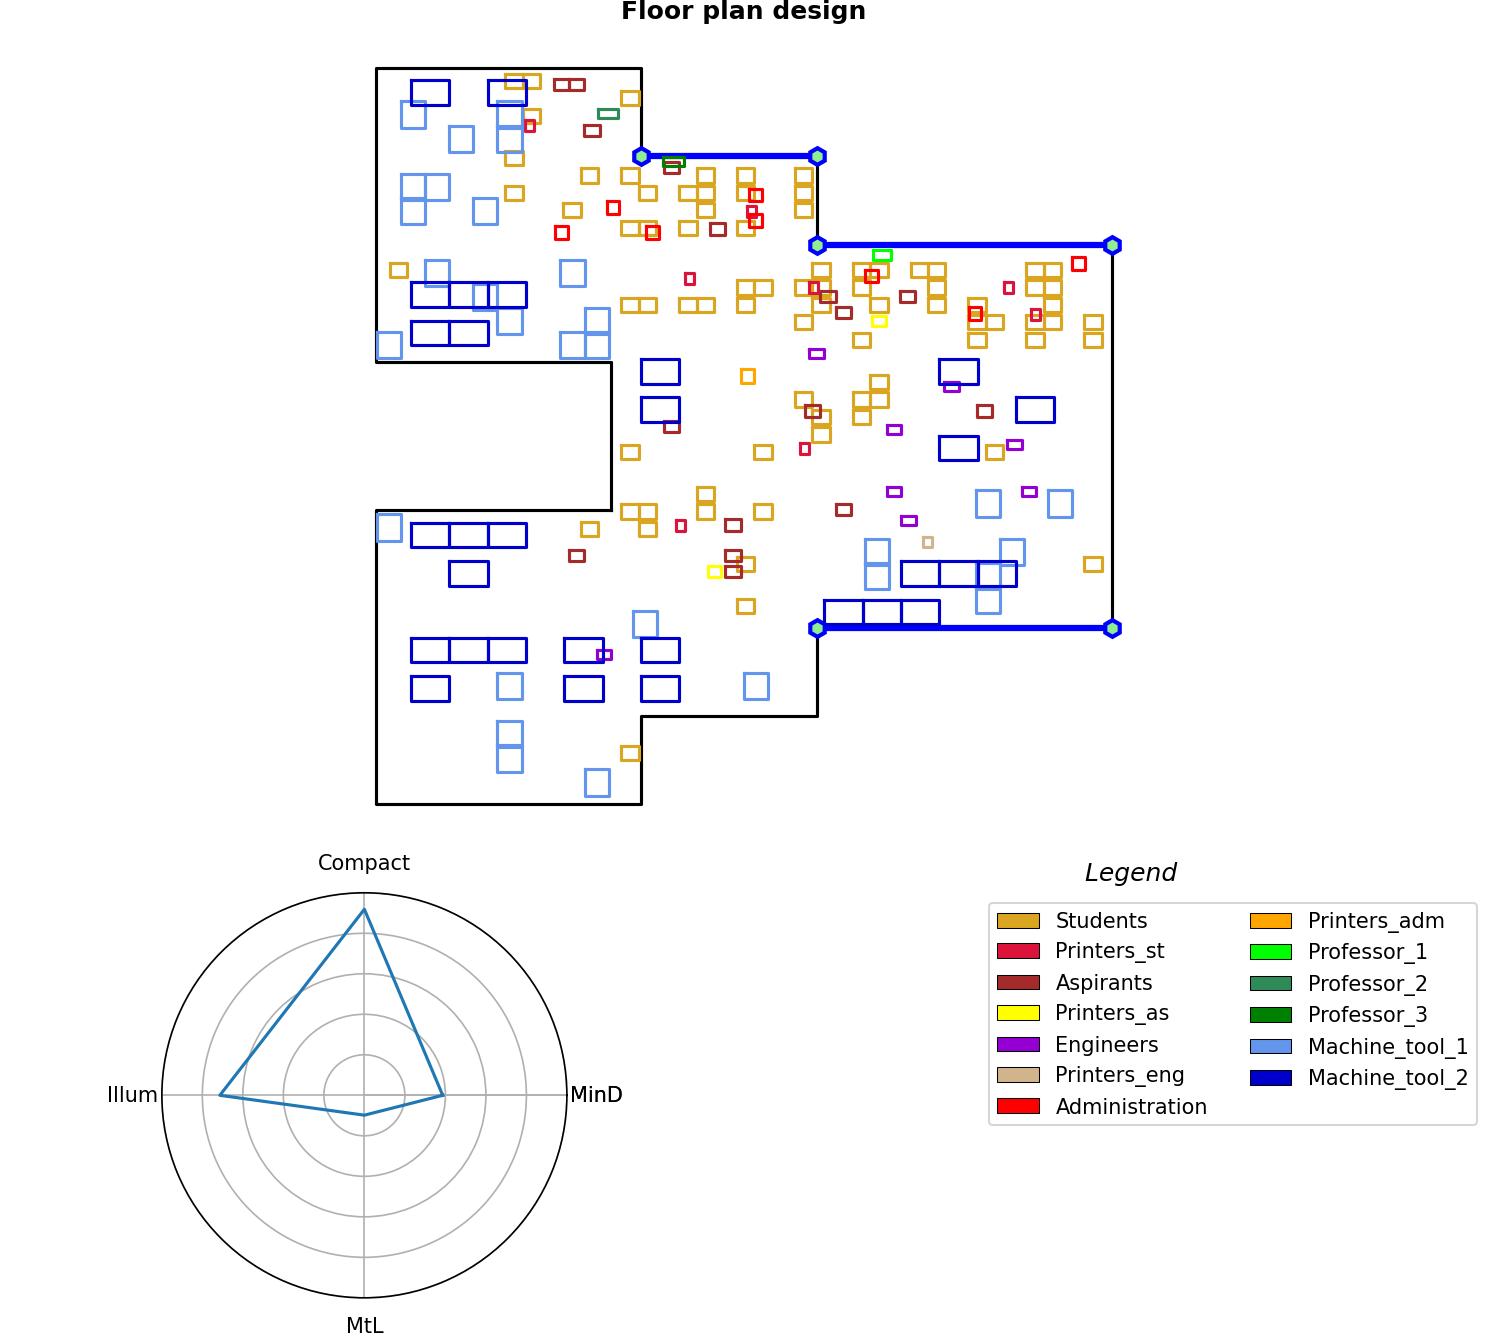 Floor plan design
Compact
Illum
MinD
MtL
Legend
Students
Printers_st
Aspirants
Printers_as
Engineers
Printers_eng
Administration
Printers_adm
Professor_1
Professor_2
Professor_3
Machine_tool_1
Machine_tool_2